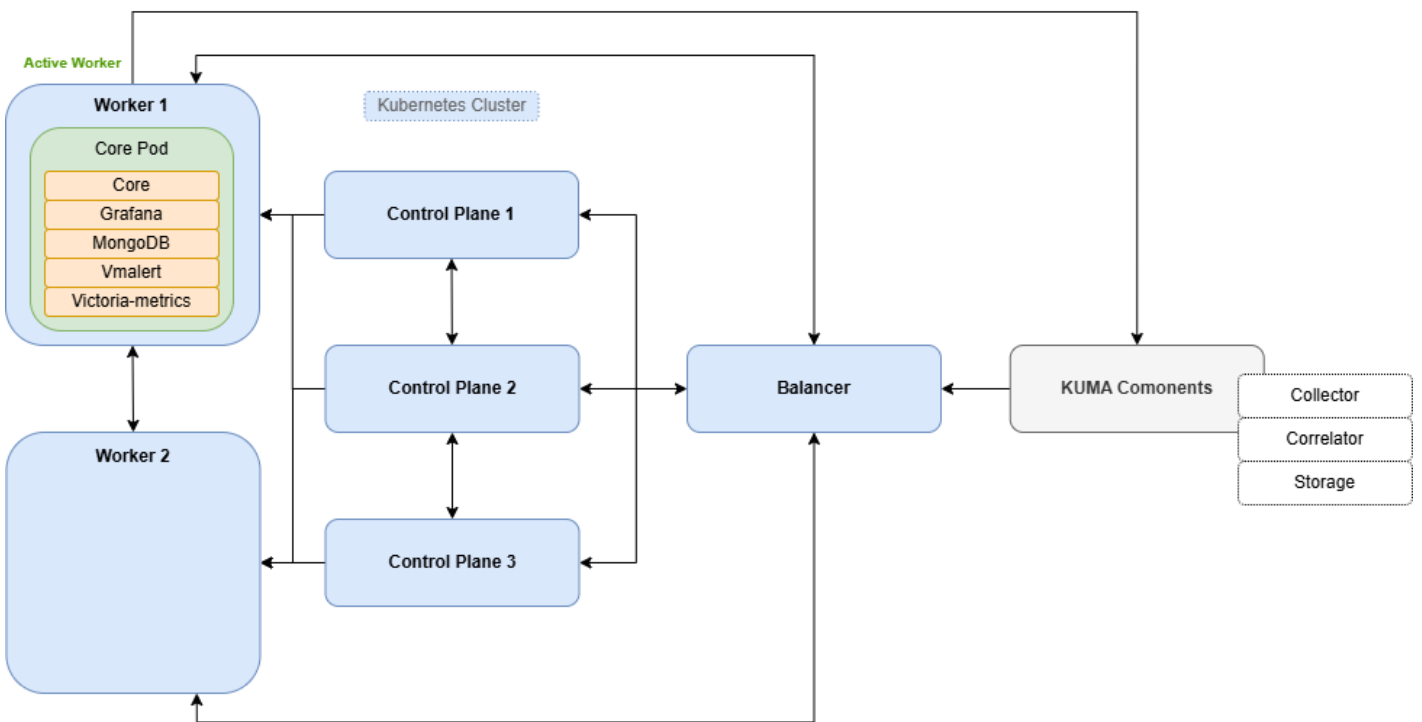 Active Worker
Worker 1
Kubernetes Cluster
Core Pod
Core
Grafana
MongoDB
Vmalert
Victoria-metrics
Control Plane 1
Control Plane 2
Balancer
KUMA Comonents
Collector
Correlator
Storage
Worker 2
Control Plane 3